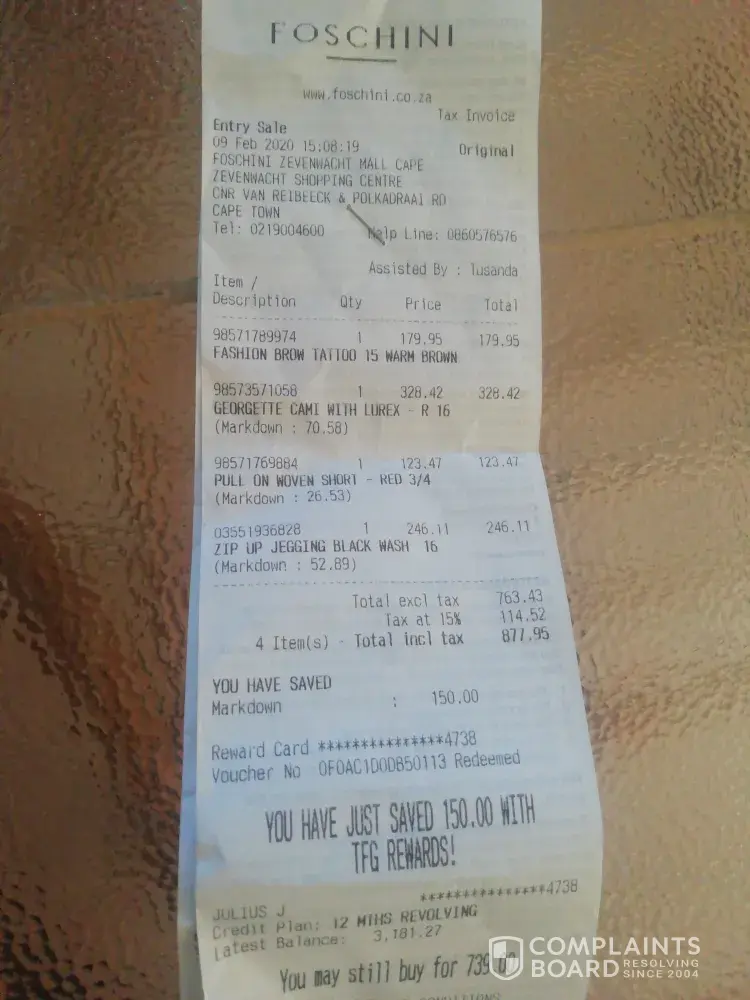 FOSCHINI
www.foschini.co.za
Tax Invoice
Entry Sale
09 Feb 2020 15:08:19 Original
FOSCHINI ZEVENWACHT MALL CAPE
ZEVENWACHT SHOPPING CENTRE
CNR VAN REIBEECK & POLKADRAAI RD
CAPE TOWN
Tel: 0219004600 Help Line: 0860576576
Assisted By : Tusanda
Item /
Description Qty Price Total
98571789974 1 179.95 179.95
FASHION BROW TATTOO 15 WARM BROWN
98573571058 1 328.42 328.42
GEORGETTE CAMI WITH LUREX - R 16
(Markdown : 70.58)
98571769884 1 123.47 123.47
PULL ON WOVEN SHORT - RED 3/4
(Markdown : 26.53)
03551936828 1 246.11 246.11
ZIP UP JEGGING BLACK WASH 16
(Markdown : 52.89)
Total excl tax 763.43
Tax at 15% 114.52
4 Item(s) - Total incl tax 877.95
YOU HAVE SAVED
Markdown : 150.00
Reward Card ***************4738
Voucher No 0F0AC1D0DB50113 Redeemed
YOU HAVE JUST SAVED 150.00 WITH
TFG REWARDS!
***************4738
JULIUS J
Credit Plan: 12 MTHS REVOLVING
Latest Balance: 3,181.27
You may still buy for
CONDITIONS
COMPLAINTS
BOARD RESOLVING SINCE 2004